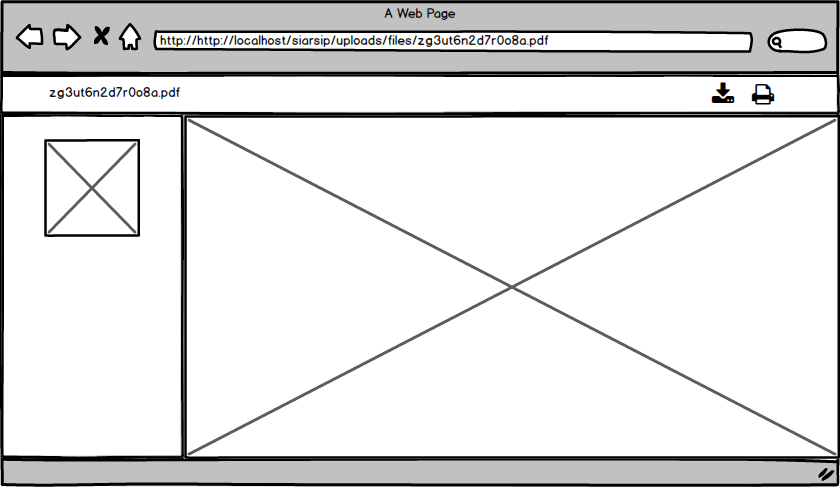 A Web Page
http://http://localhost/siarsip/uploads/files/zg3ut6n2d7r0o8a.pdf
zg3ut6n2d7r0o8a.pdf